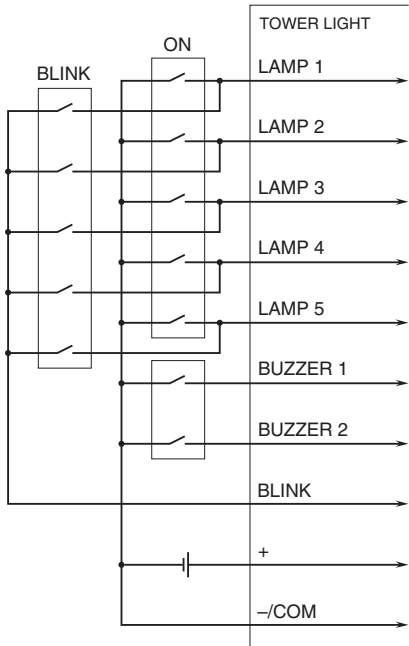 TOWER LIGHT
ON
LAMP 1
BLINK
LAMP 2
LAMP 3
LAMP 4
LAMP 5
BUZZER 1
BUZZER 2
BLINK
+
–/COM